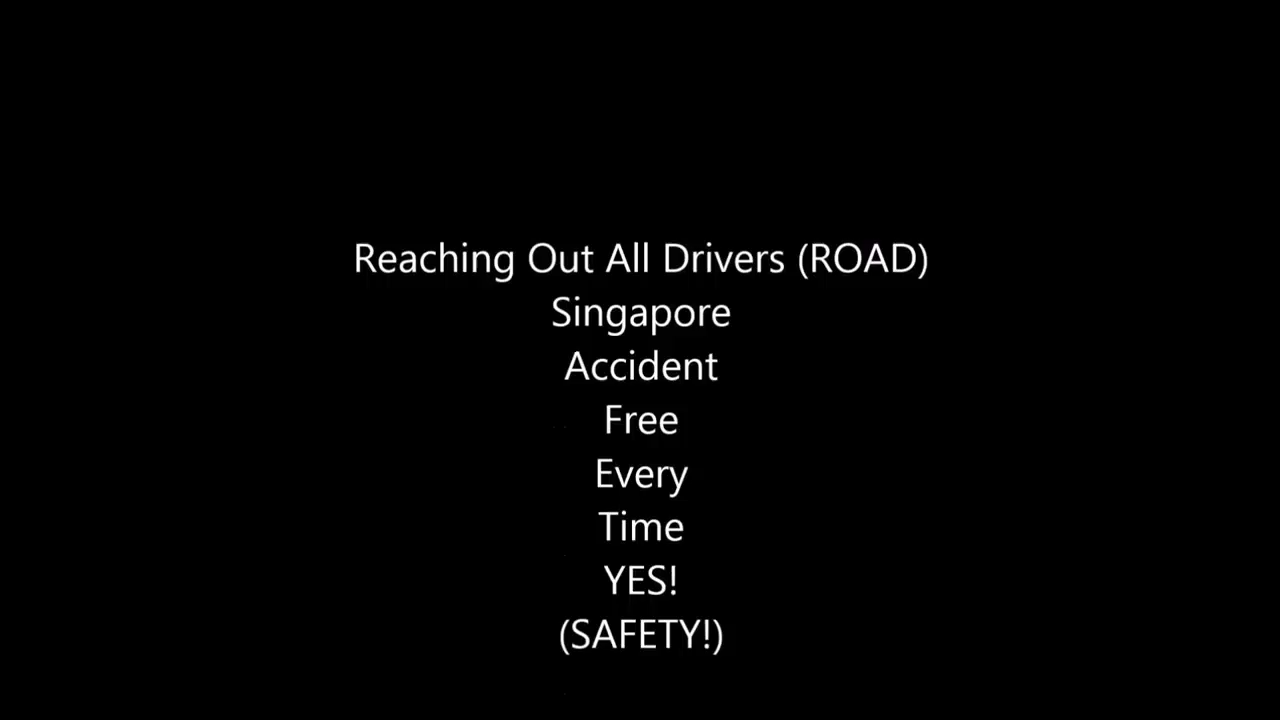 Reaching Out All Drivers (ROAD)
Singapore
Accident
Free
Every
Time
YES!
(SAFETY!)